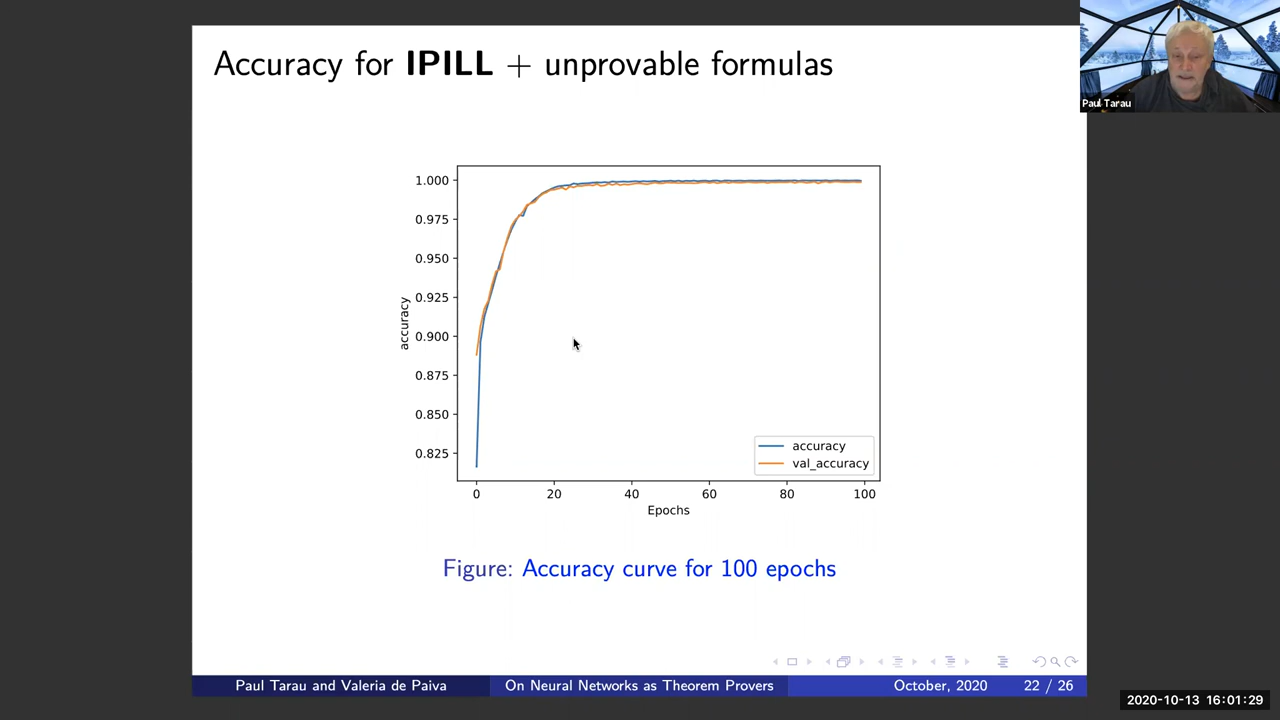 Accuracy for IPILL + unprovable formulas
Paul Tarau
1.000
0.975
0.950
0.925
0.900
0.875
0.850
0.825
accuracy
accuracy
val_accuracy
0 20 40 60 80 100
Epochs
Figure: Accuracy curve for 100 epochs
Paul Tarau and Valeria de Paiva On Neural Networks as Theorem Provers October, 2020 22 / 26
2020-10-13 16:01:29